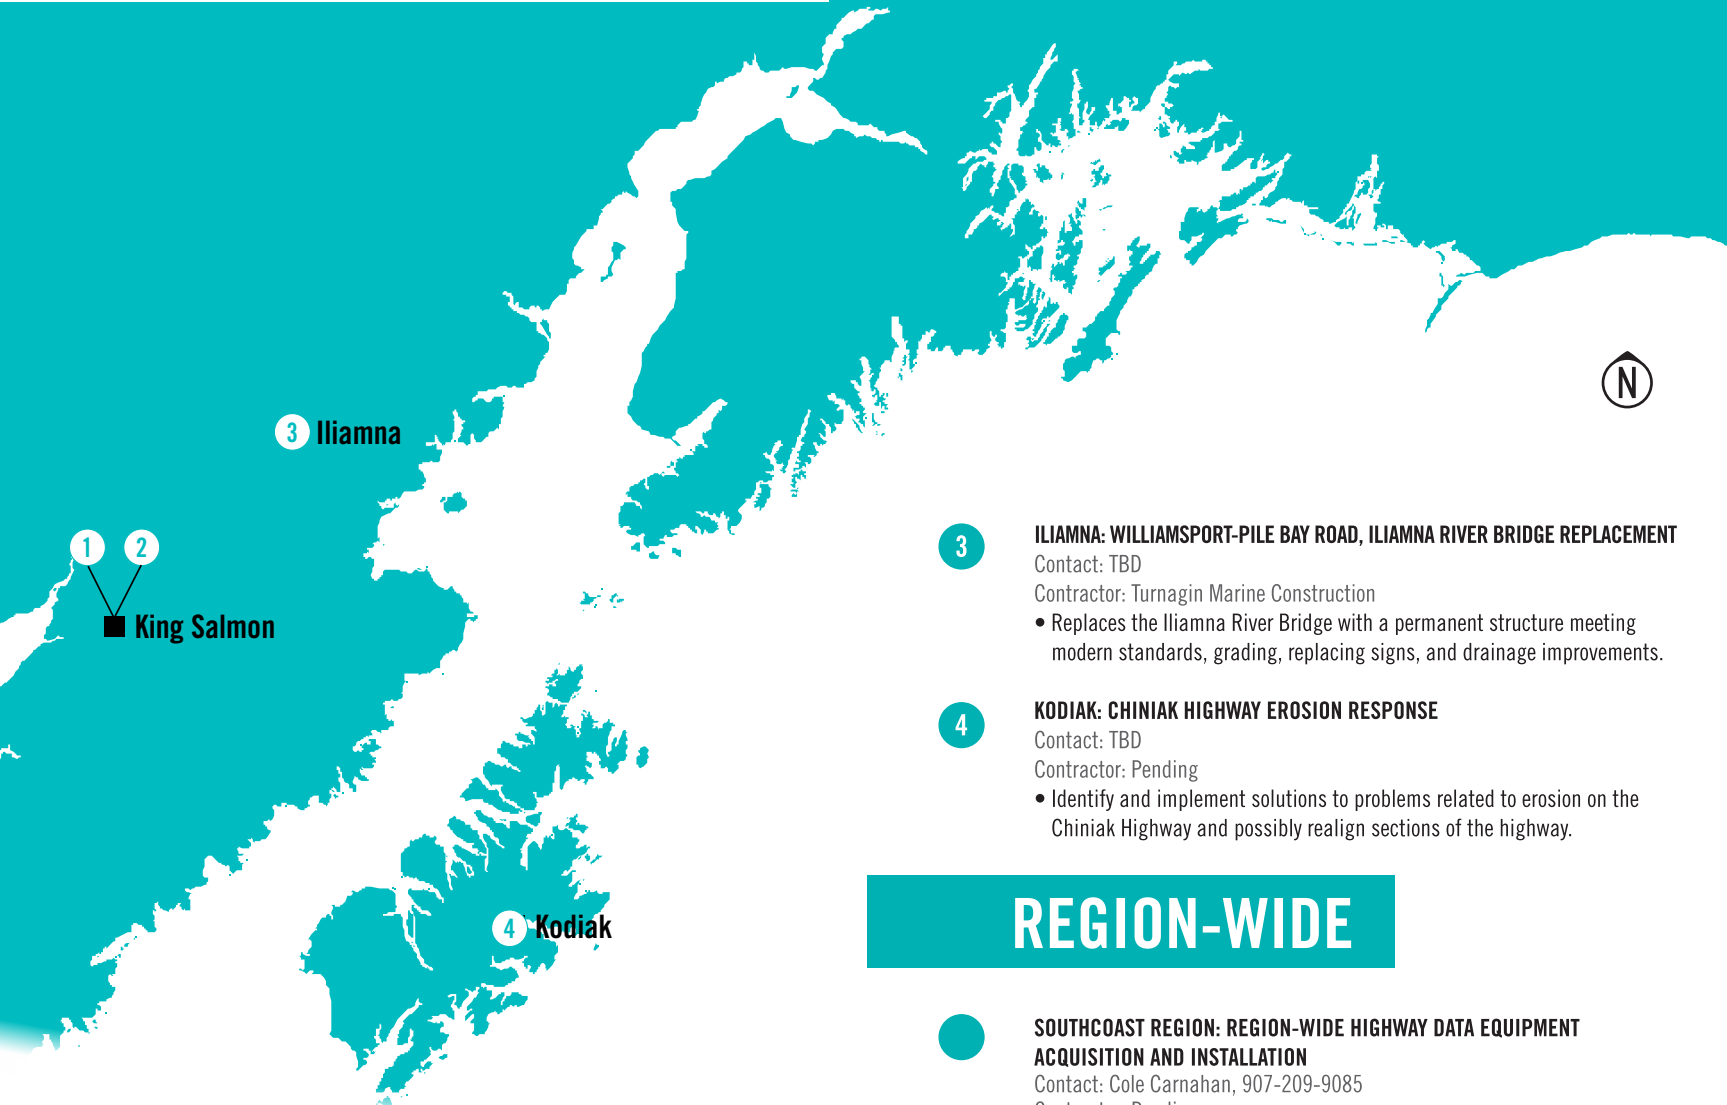 N
3 Iliamna
1 2
King Salmon
4 Kodiak
3
ILIAMNA: WILLIAMSPORT-PILE BAY ROAD, ILIAMNA RIVER BRIDGE REPLACEMENT
Contact: TBD
Contractor: Turnagin Marine Construction
• Replaces the Iliamna River Bridge with a permanent structure meeting
modern standards, grading, replacing signs, and drainage improvements.
4
KODIAK: CHINIAK HIGHWAY EROSION RESPONSE
Contact: TBD
Contractor: Pending
• Identify and implement solutions to problems related to erosion on the
Chiniak Highway and possibly realign sections of the highway.
REGION-WIDE
SOUTHCOAST REGION: REGION-WIDE HIGHWAY DATA EQUIPMENT
ACQUISITION AND INSTALLATION
Contact: Cole Carnahan, 907-209-9085